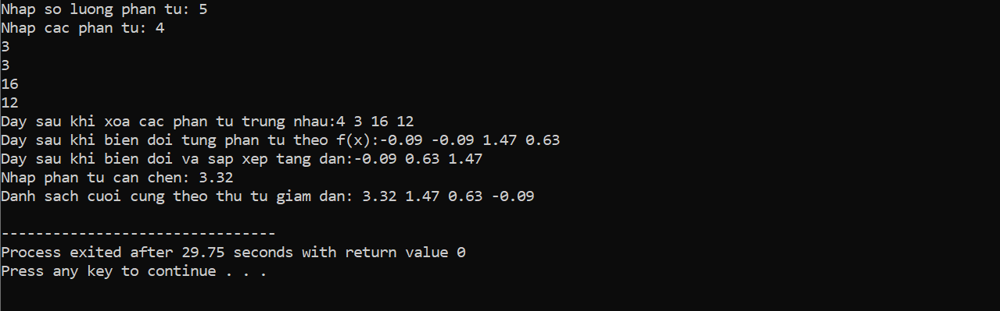 Nhap so luong phan tu: 5
Nhap cac phan tu: 4
3
3
16
12
Day sau khi xoa cac phan tu trung nhau:4 3 16 12
Day sau khi bien doi tung phan tu theo f(x):-0.09 -0.09 1.47 0.63
Day sau khi bien doi va sap xep tang dan:-0.09 0.63 1.47
Nhap phan tu can chen: 3.32
Danh sach cuoi cung theo thu tu giam dan: 3.32 1.47 0.63 -0.09
--------------------------------
Process exited after 29.75 seconds with return value 0
Press any key to continue . . .